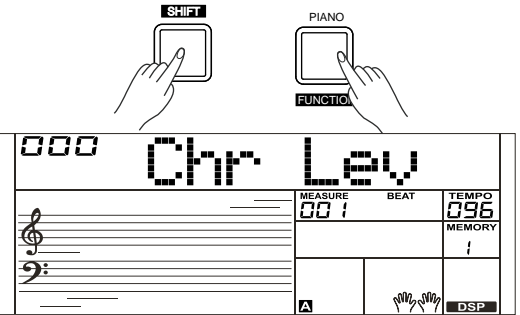 SHIFT
PIANO
FUNCTION
000 Chr Lev
MEASURE BEAT TEMPO
001 096
MEMORY
1
A DSP